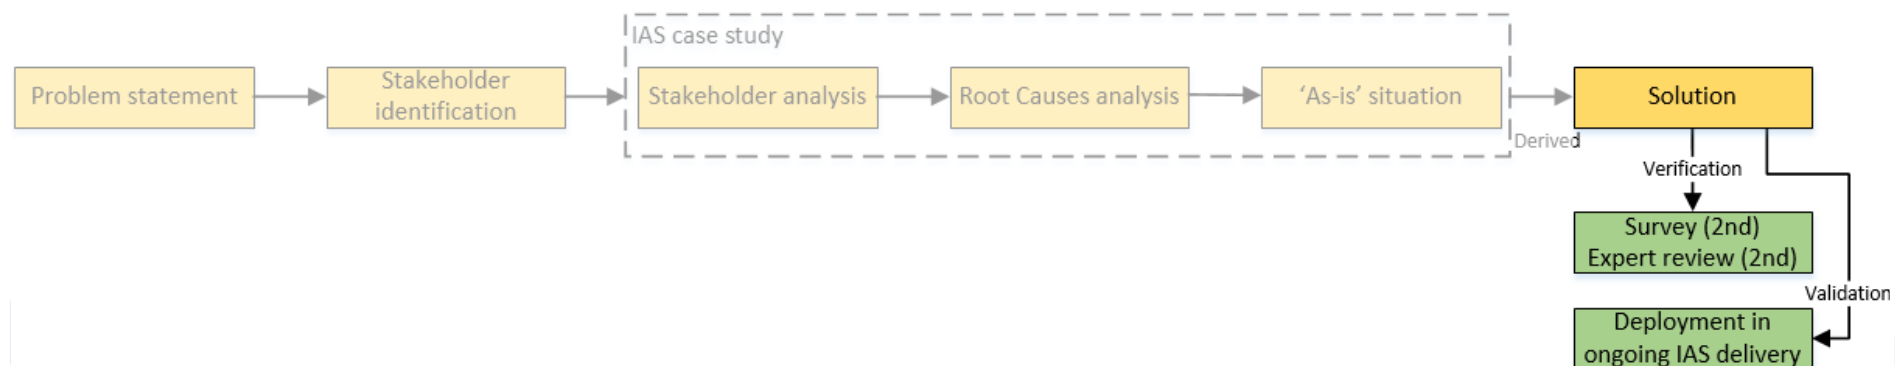 IAS case study
Problem statement
Stakeholder
identification
Stakeholder analysis
Root Causes analysis
‘As-is’ situation
Solution
Derived
Verification
Survey (2nd)
Expert review (2nd)
Validation
Deployment in
ongoing IAS delivery